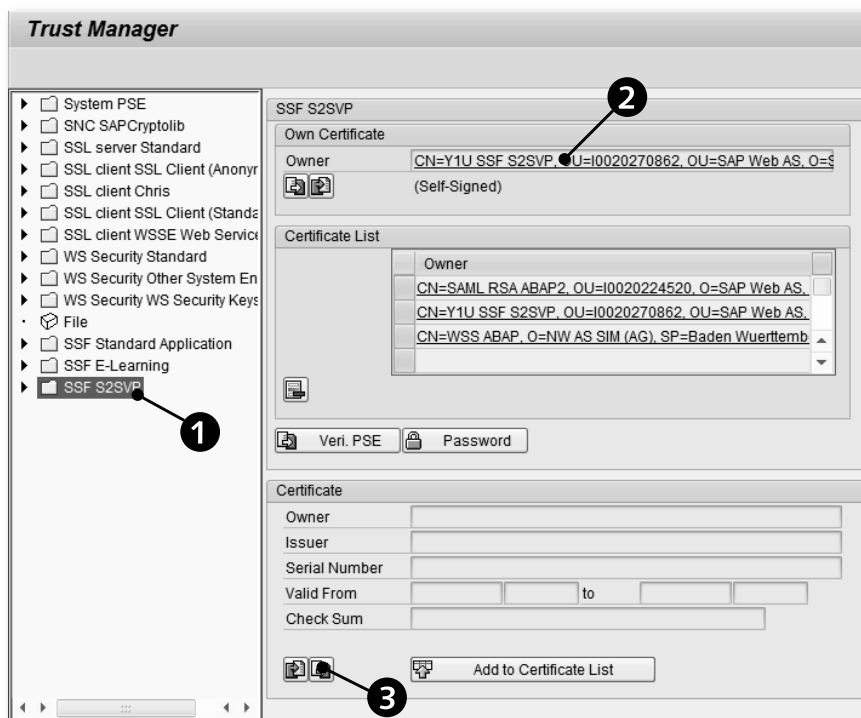 Trust Manager
System PSE
SNC SAPCryptolib
SSL server Standard
SSL client SSL Client (Anonyr
SSL client Chris
SSL client SSL Client (Standa
SSL client WSSE Web Service
WS Security Standard
WS Security Other System En
WS Security WS Security Keys
File
SSF Standard Application
SSF E-Learning
SSF S2SVP
1
SSF S2SVP
2
Own Certificate
Owner CN=Y1U SSF S2SVP, OU=I0020270862, OU=SAP Web AS, O=S
(Self-Signed)
Certificate List
Owner
CN=SAML RSA ABAP2, OU=I0020224520, O=SAP Web AS,
CN=Y1U SSF S2SVP, OU=I0020270862, OU=SAP Web AS,
CN=WSS ABAP, O=NW AS SIM (AG), SP=Baden Wuerttemb
Veri. PSE Password
Certificate
Owner
Issuer
Serial Number
Valid From to
Check Sum
Add to Certificate List
3